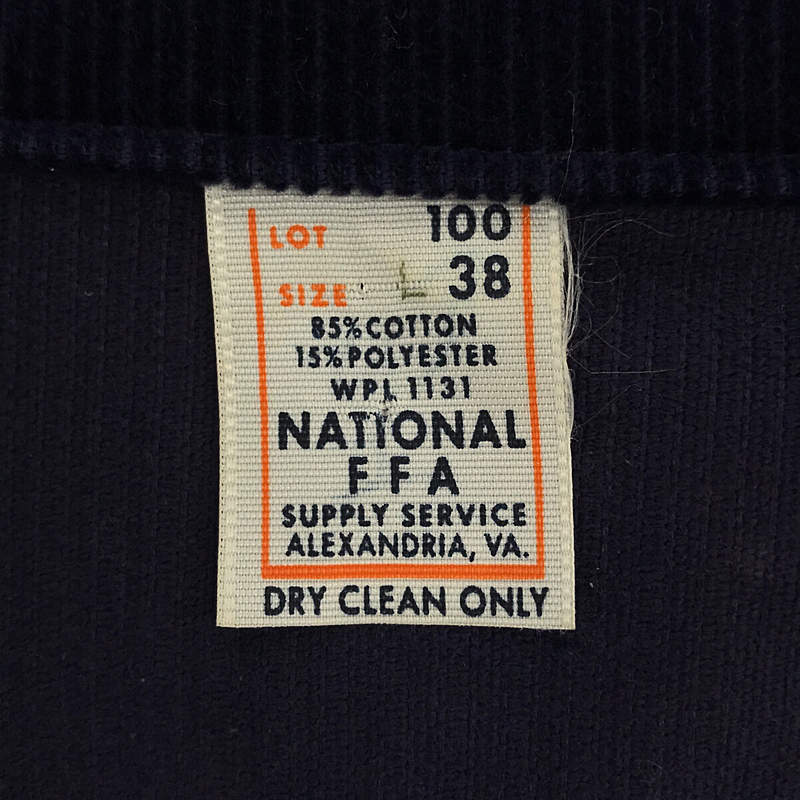 LOT 100
SIZE L 38
85% COTTON
15% POLYESTER
WPL 1131
NATIONAL
FFA
SUPPLY SERVICE
ALEXANDRIA, VA.
DRY CLEAN ONLY